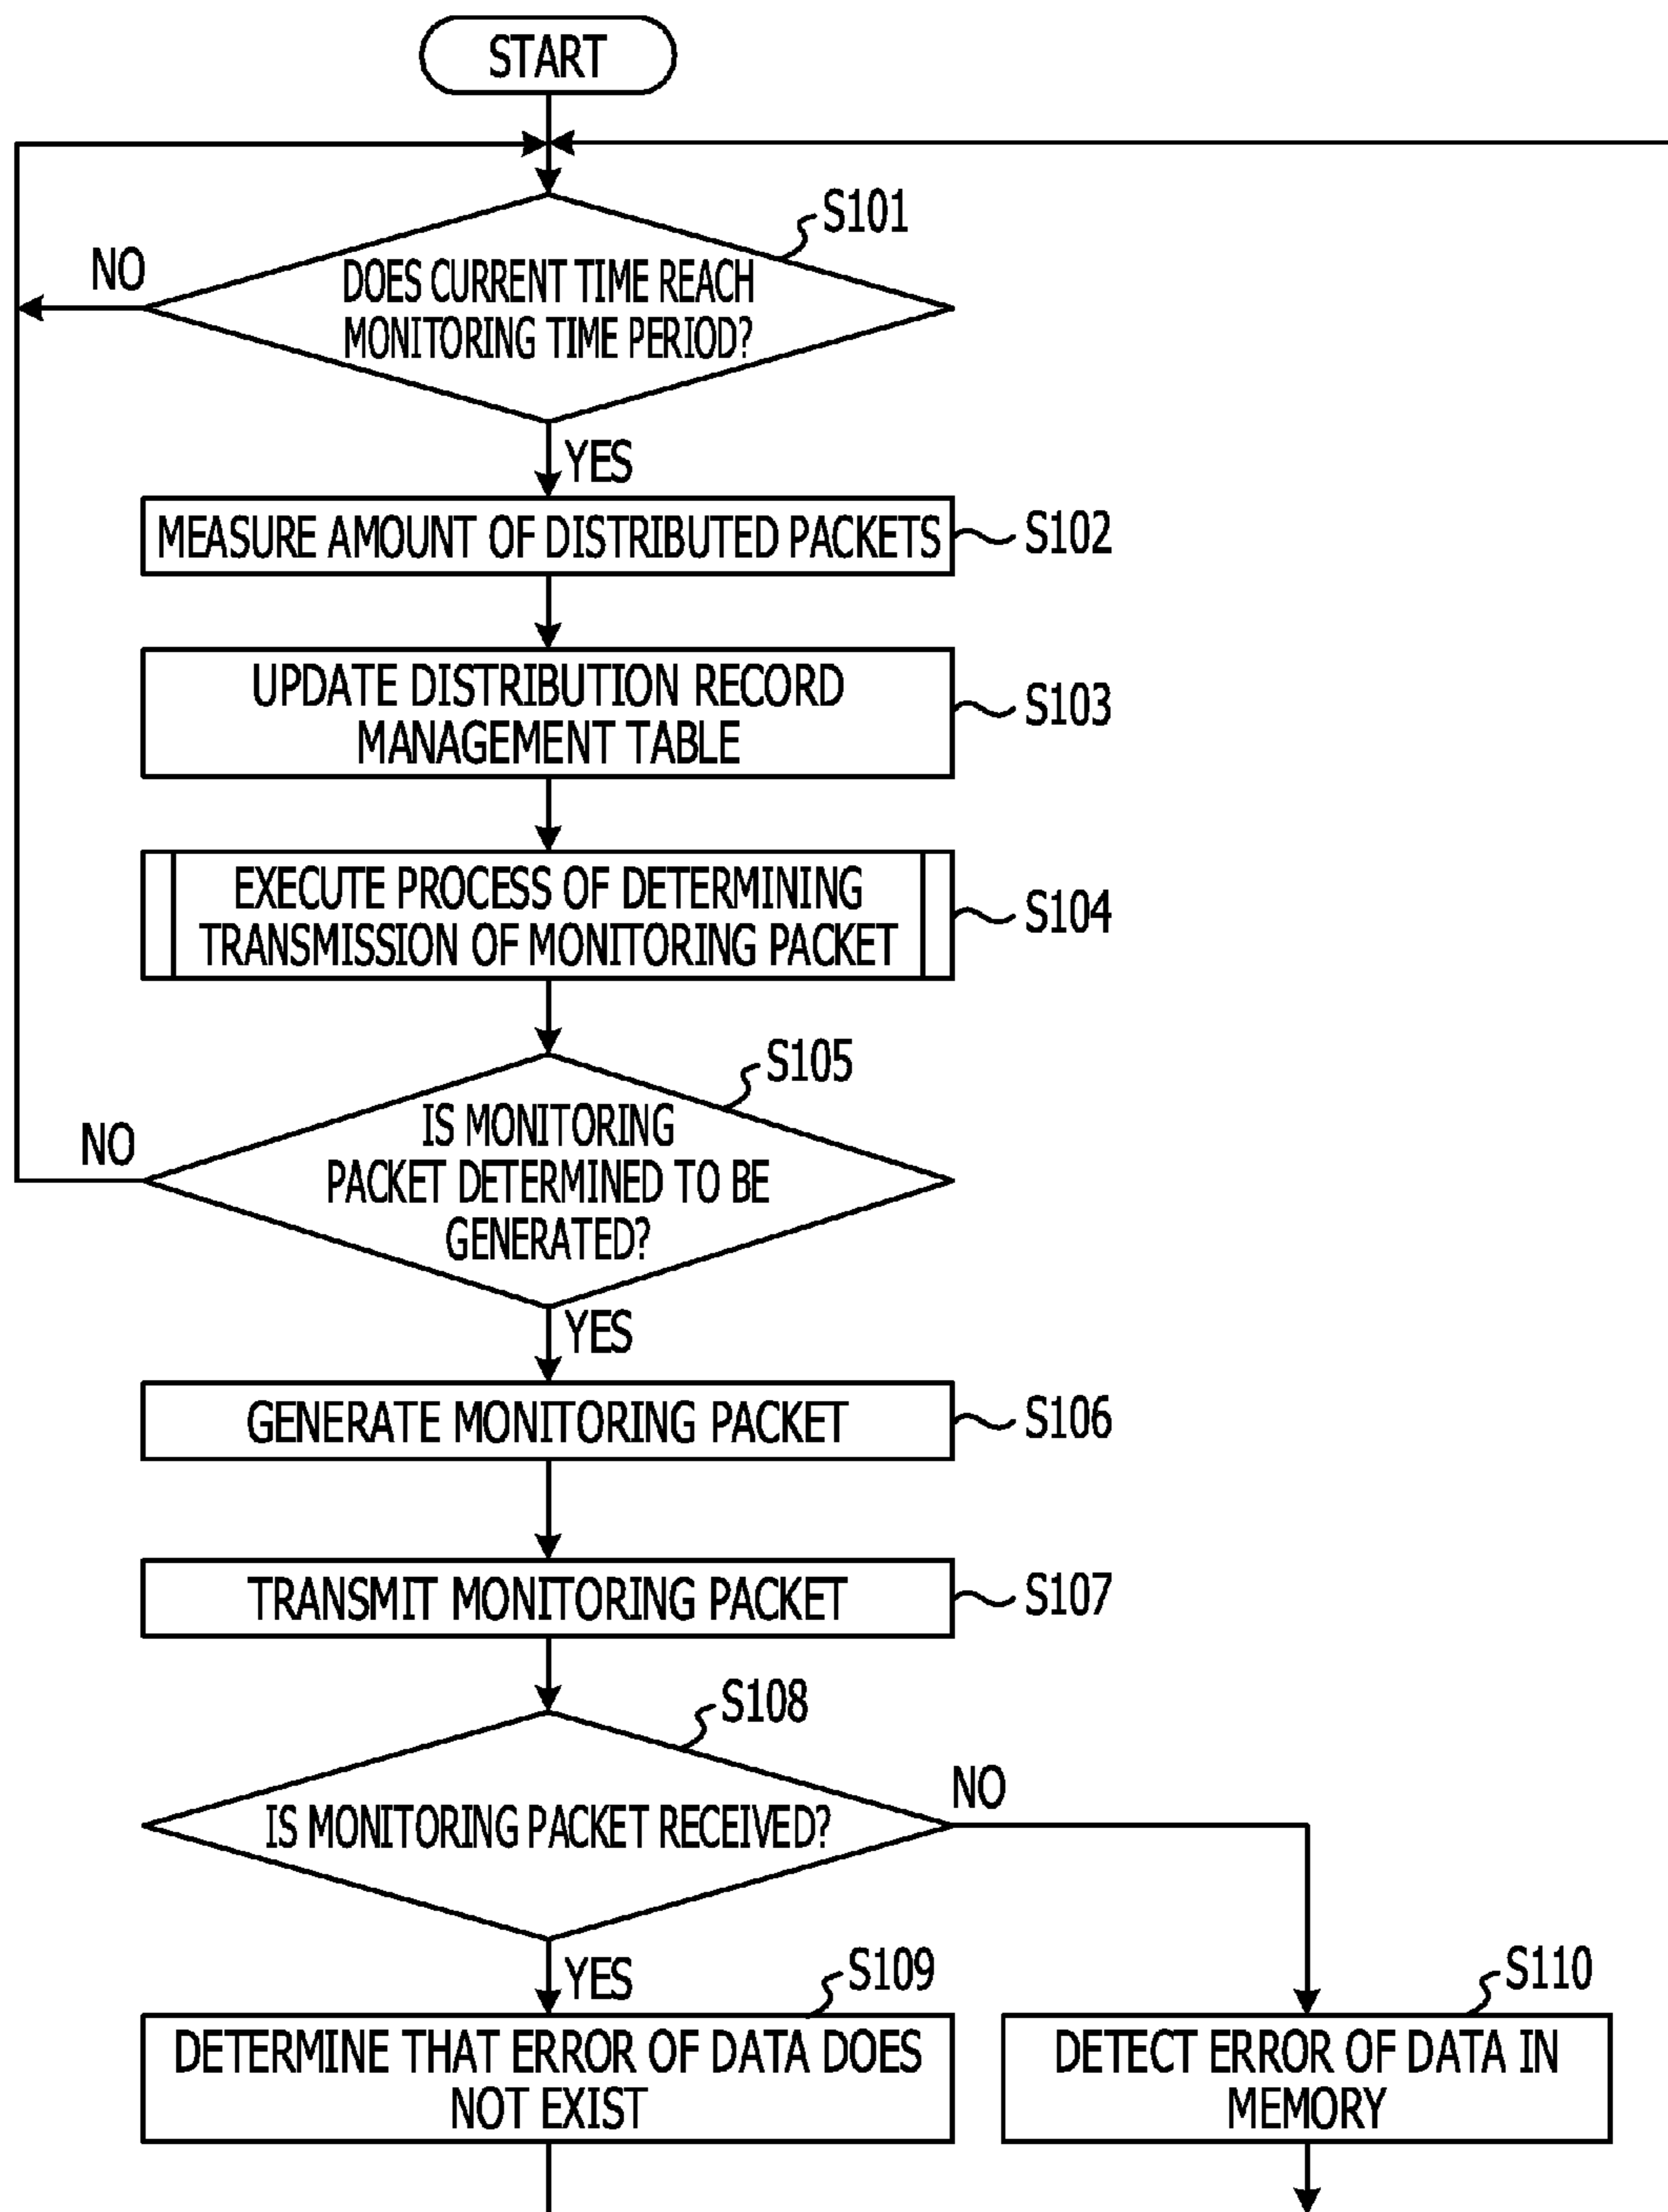 START
S101
NO
DOES CURRENT TIME REACH
MONITORING TIME PERIOD?
YES
MEASURE AMOUNT OF DISTRIBUTED PACKETS
S102
UPDATE DISTRIBUTION RECORD
MANAGEMENT TABLE
S103
EXECUTE PROCESS OF DETERMINING
TRANSMISSION OF MONITORING PACKET
S104
S105
NO
IS MONITORING
PACKET DETERMINED TO BE
GENERATED?
YES
GENERATE MONITORING PACKET
S106
TRANSMIT MONITORING PACKET
S107
S108
NO
IS MONITORING PACKET RECEIVED?
YES
S109
DETERMINE THAT ERROR OF DATA DOES
NOT EXIST
S110
DETECT ERROR OF DATA IN
MEMORY